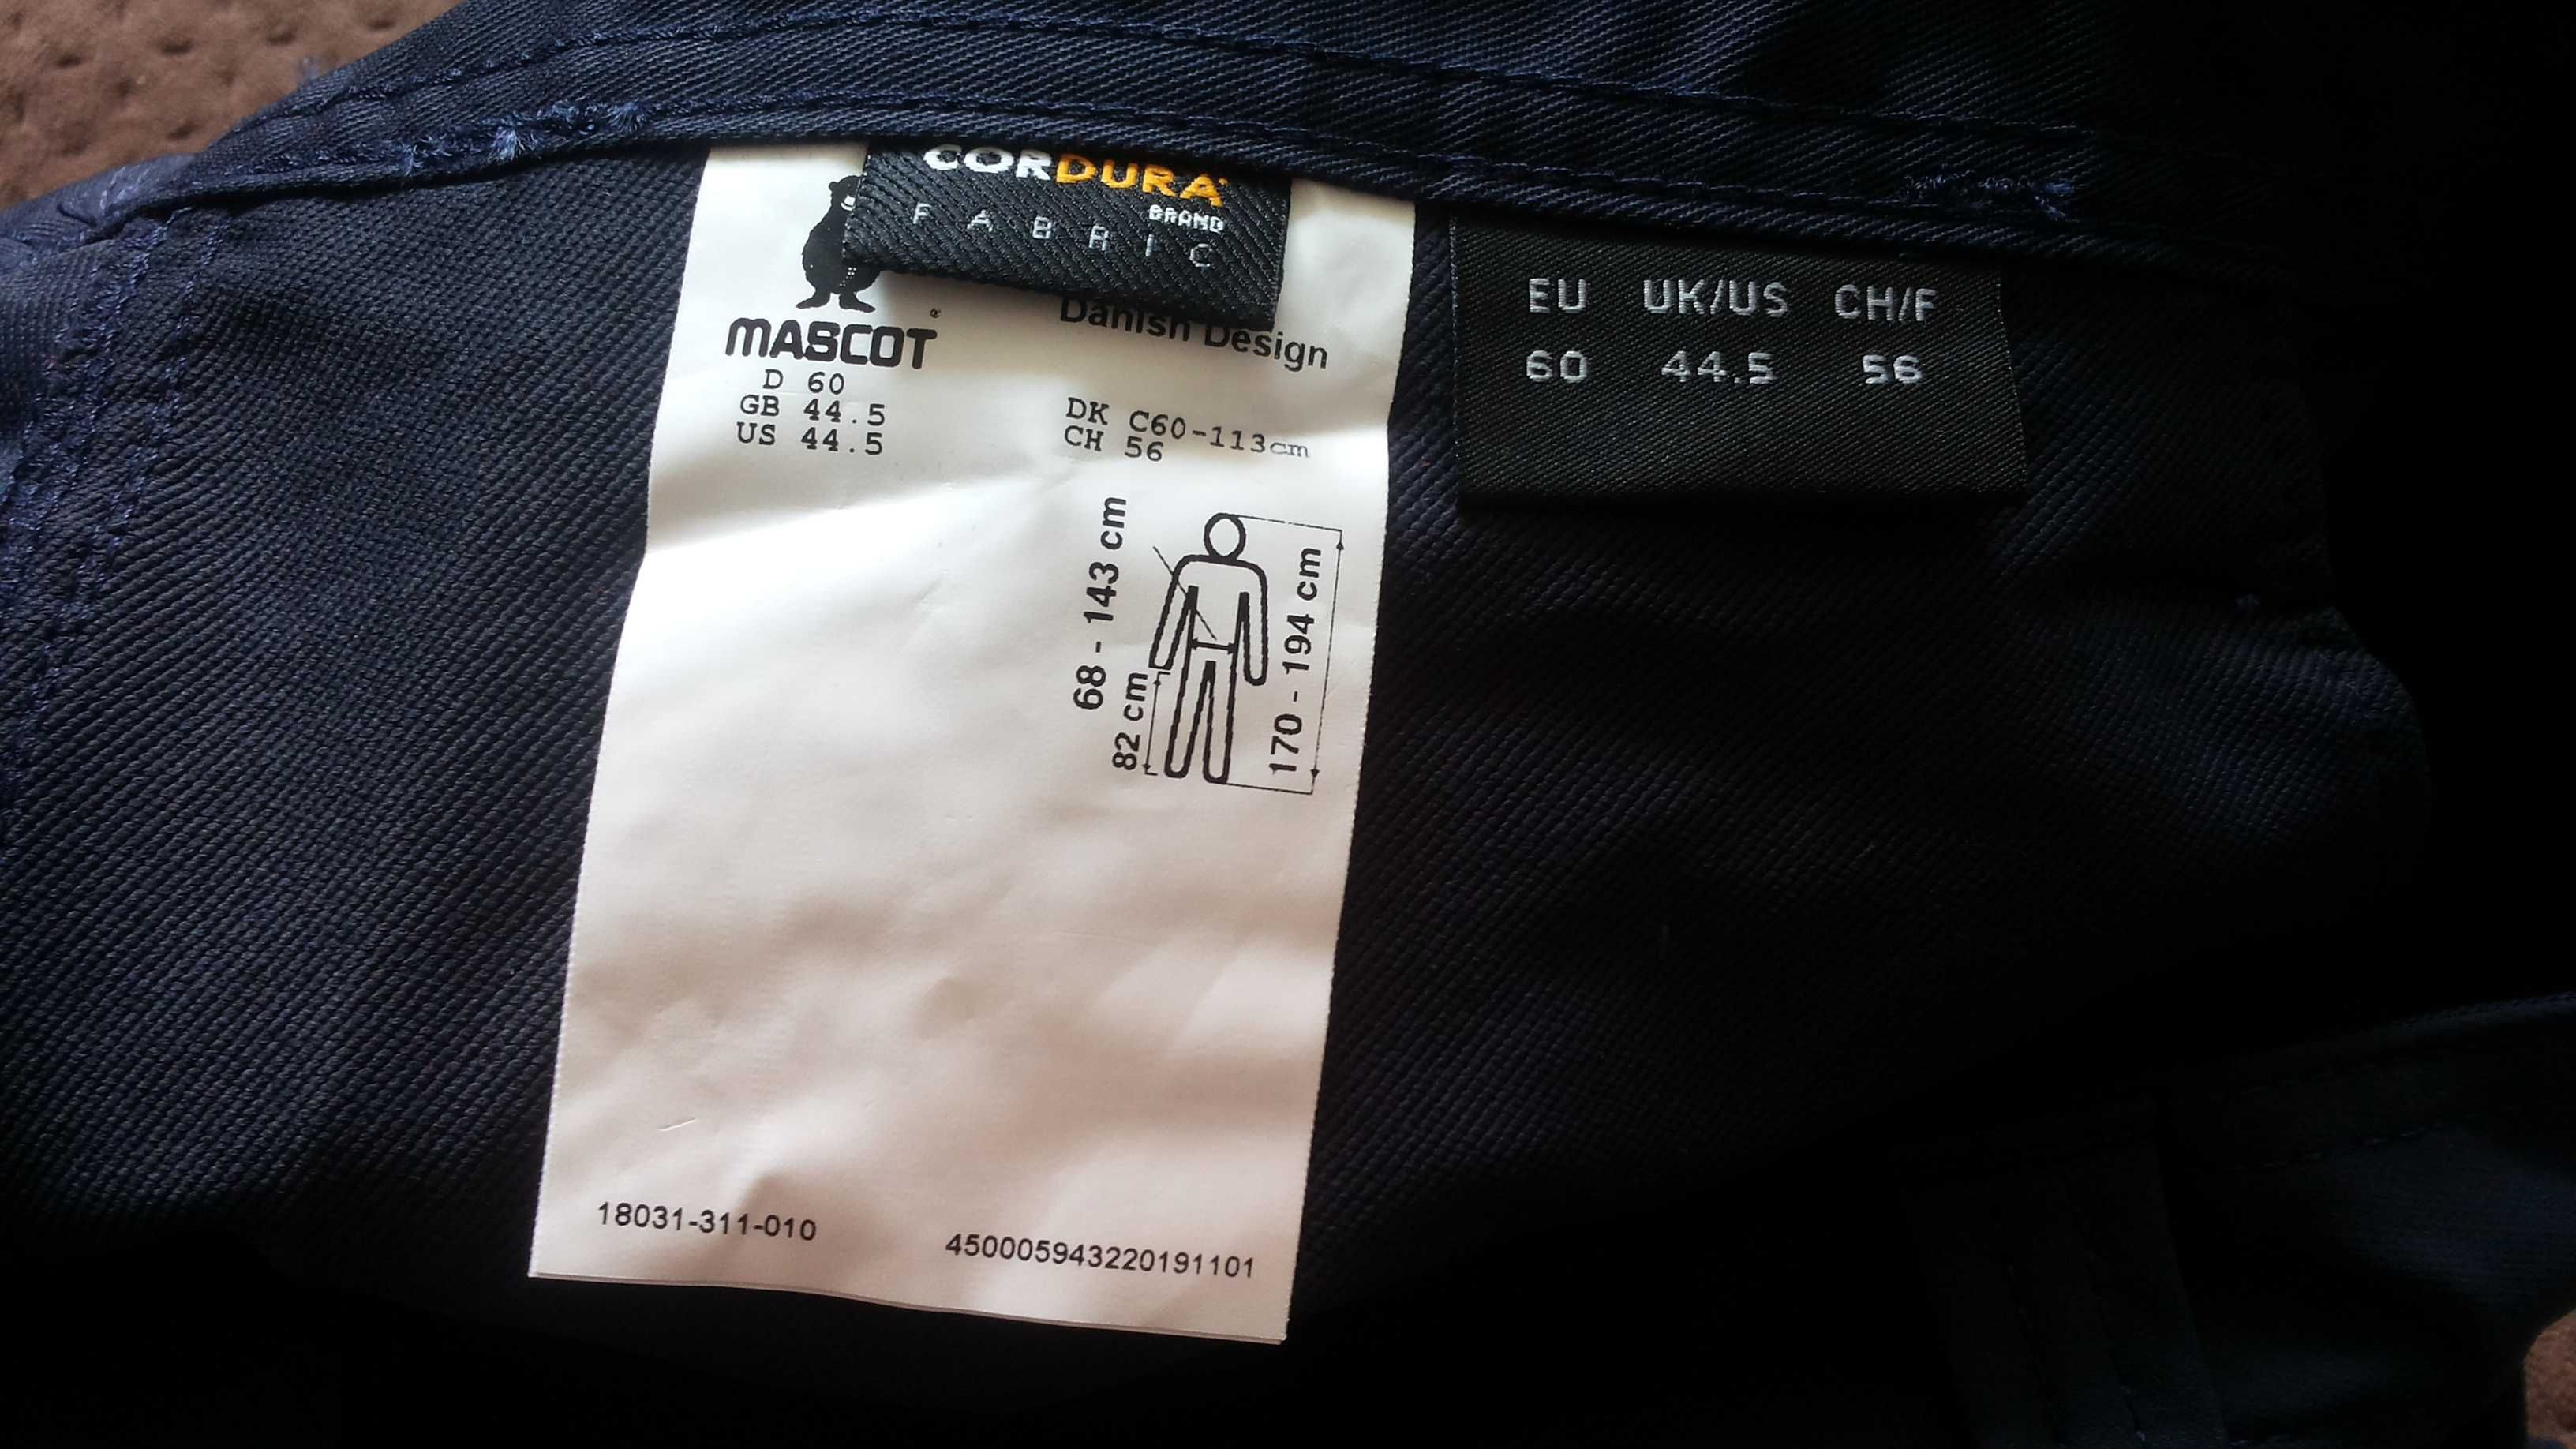 CORDURA
BRAND
FABRIC
MASCOT®
Danish Design
D 60
GB 44.5
US 44.5
DK C60-113cm
CH 56
68 - 143 cm
82 cm
170 - 194 cm
18031-311-010
450005943220191101
EU UK/US CH/F
60 44.5 56